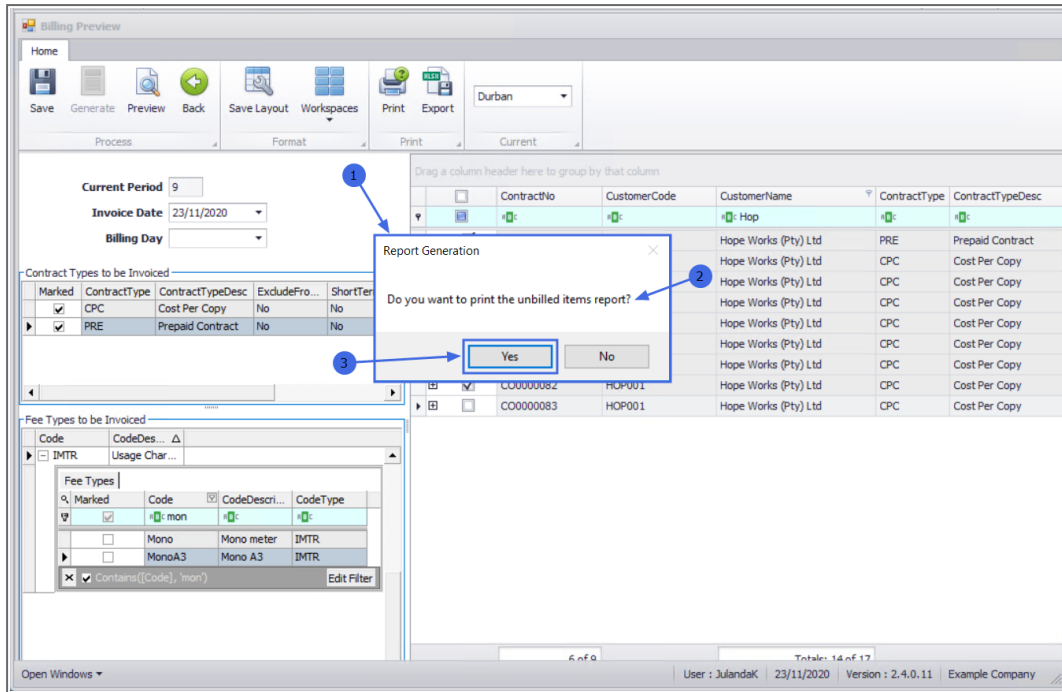 Billing Preview
Home
Save Generate Preview Back Save Layout Workspaces Print Export Durban
Process Format Print Current
Current Period 9
Invoice Date 23/11/2020
Billing Day
Contract Types to be Invoiced
Marked ContractType ContractTypeDesc ExcludeFro... ShortTer
CPC Cost Per Copy No No
PRE Prepaid Contract No No
Fee Types to be Invoiced
Code CodeDes...
IMTR Usage Char...
Fee Types
Marked Code CodeDescri... CodeType
mon
Mono Mono meter IMTR
MonoA3 Mono A3 IMTR
Contains([Code], 'mon') Edit Filter
Drag a column header here to group by that column
ContractNo CustomerCode CustomerName ContractType ContractTypeDesc
Hop
Hope Works (Pty) Ltd PRE Prepaid Contract
Hope Works (Pty) Ltd CPC Cost Per Copy
Hope Works (Pty) Ltd CPC Cost Per Copy
Hope Works (Pty) Ltd CPC Cost Per Copy
Hope Works (Pty) Ltd CPC Cost Per Copy
Hope Works (Pty) Ltd CPC Cost Per Copy
Hope Works (Pty) Ltd CPC Cost Per Copy
CO0000082 HOP001 Hope Works (Pty) Ltd CPC Cost Per Copy
CO0000083 HOP001 Hope Works (Pty) Ltd CPC Cost Per Copy
6 of 9 Totals: 14 of 17
1
Report Generation
2
Do you want to print the unbilled items report?
3
Yes No
Open Windows User : JulandaK 23/11/2020 Version : 2.4.0.11 Example Company